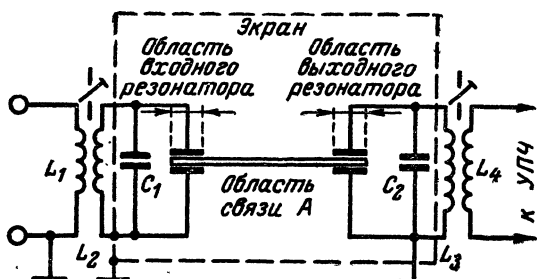 Экран
Область входного резонатора
Область выходного резонатора
L1
C1
Область связи А
C2
L4
к УПЧ
L2
L3